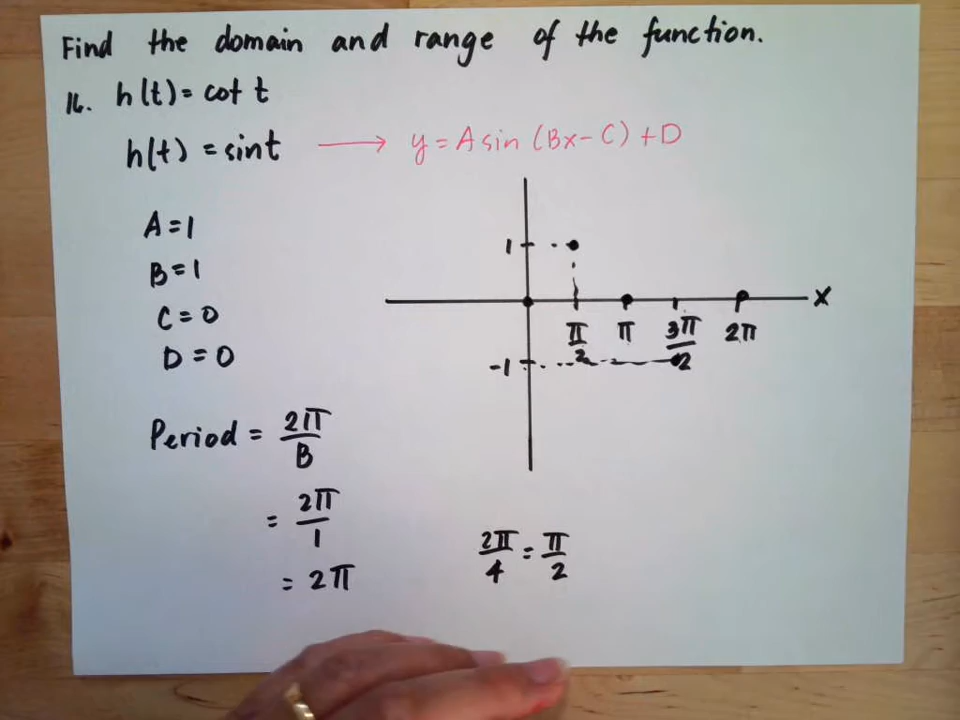 Find the domain and range of the function.
16. h(t) = cot t
h(t) = sint → y = A sin (Bx - C) + D
A = 1
B = 1
C = 0
D = 0
1
x
π/2 π 3π/2 2π
-1
Period = 2π/B
= 2π/1
= 2π
2π/4 = π/2